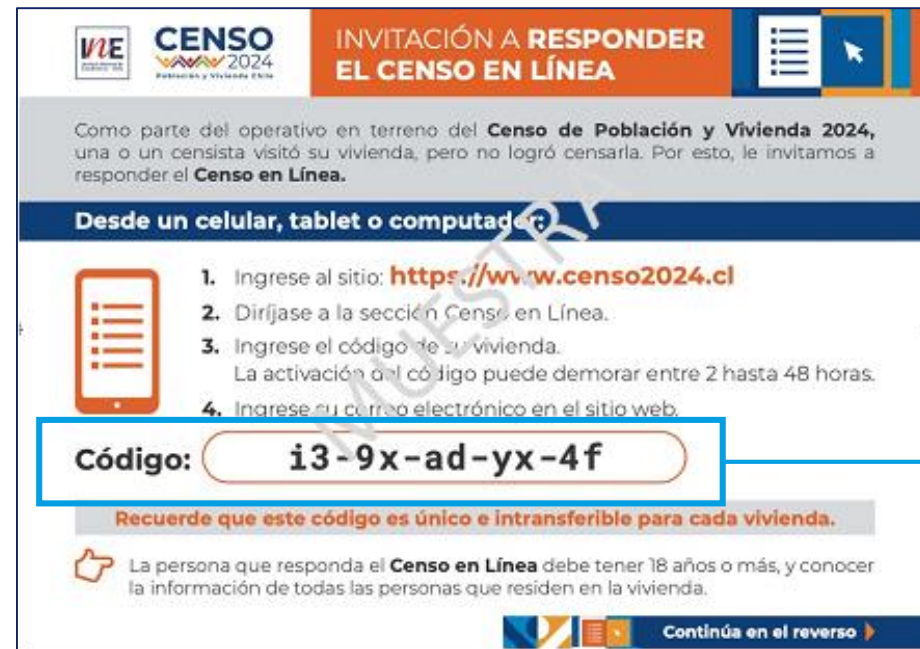 INE
CENSO
2024
Población y Vivienda Chile
INVITACIÓN A RESPONDER
EL CENSO EN LÍNEA
Como parte del operativo en terreno del Censo de Población y Vivienda 2024,
una o un censista visitó su vivienda, pero no logró censarla. Por esto, le invitamos a
responder el Censo en Línea.
Desde un celular, tablet o computador:
1. Ingrese al sitio: https://www.censo2024.cl
2. Diríjase a la sección Censo en Línea.
3. Ingrese el código de su vivienda.
La activación del código puede demorar entre 2 hasta 48 horas.
4. Ingrese su correo electrónico en el sitio web.
MUESTRA
Código: i3-9x-ad-yx-4f
Recuerde que este código es único e intransferible para cada vivienda.
La persona que responda el Censo en Línea debe tener 18 años o más, y conocer
la información de todas las personas que residen en la vivienda.
Continúa en el reverso